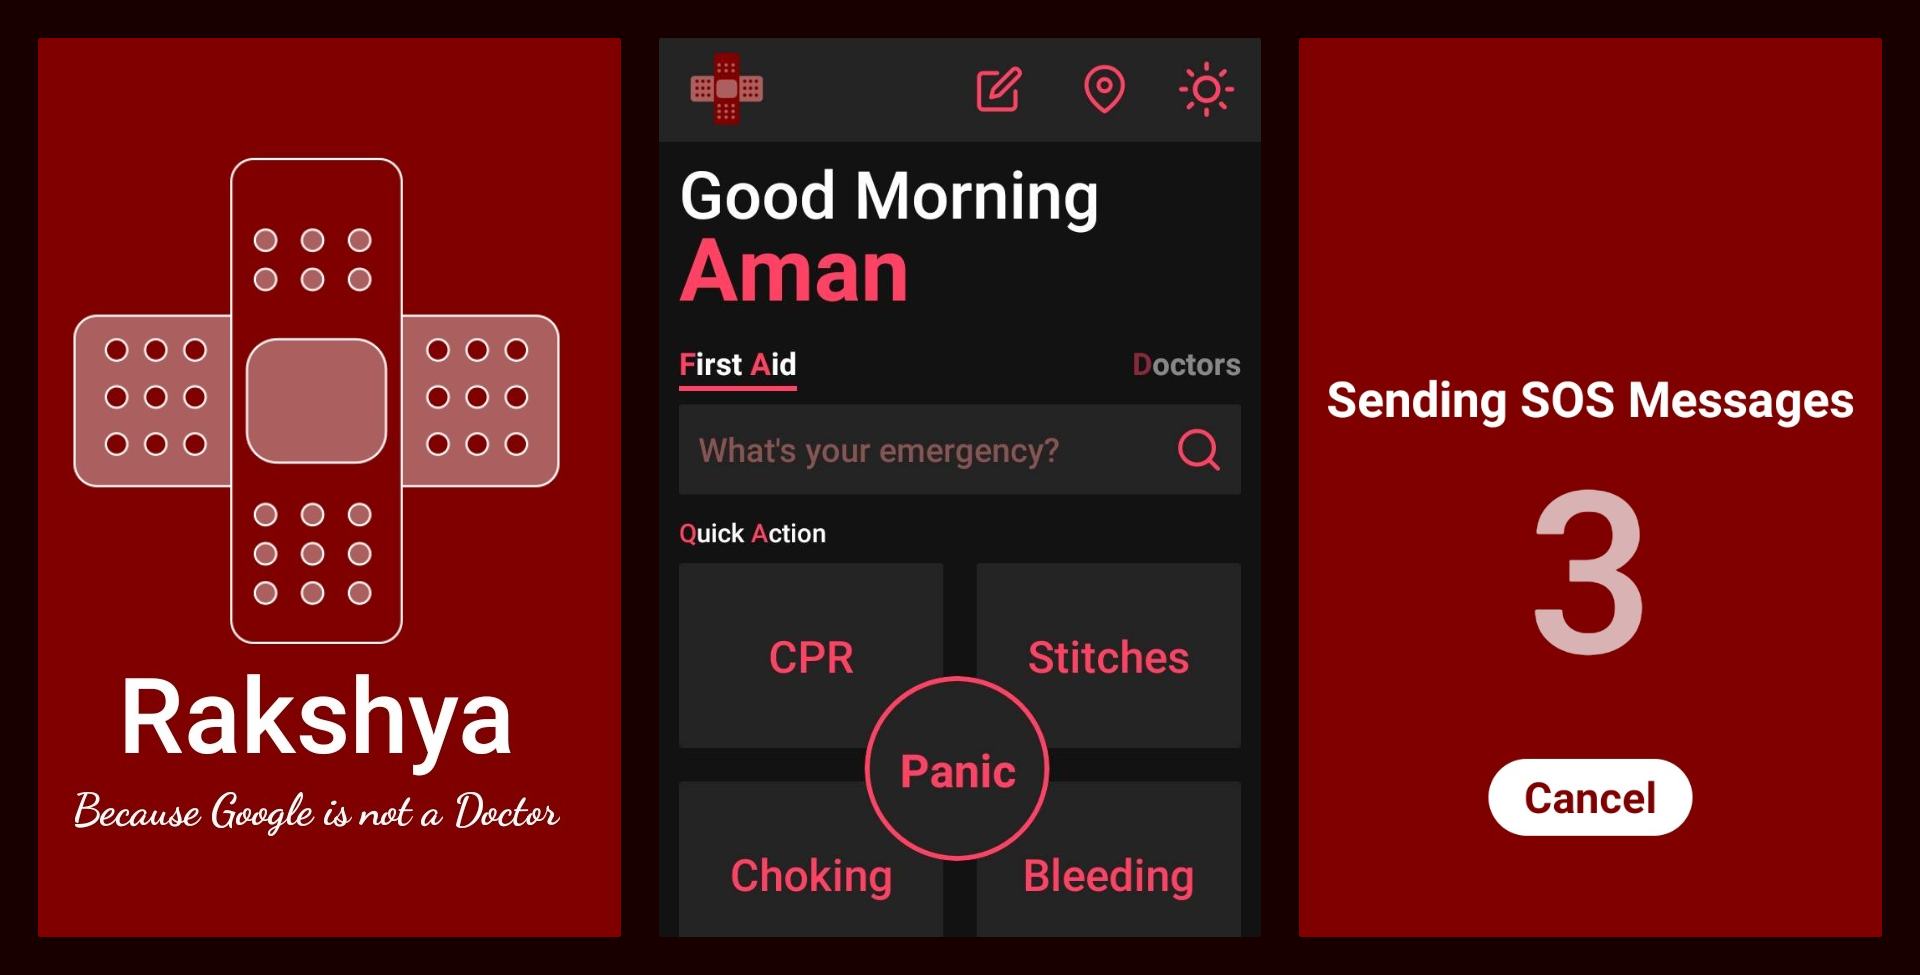 Rakshya
Because Google is not a Doctor
Good Morning
Aman
First Aid
Doctors
What's your emergency?
Quick Action
CPR
Stitches
Panic
Choking
Bleeding
Sending SOS Messages
3
Cancel